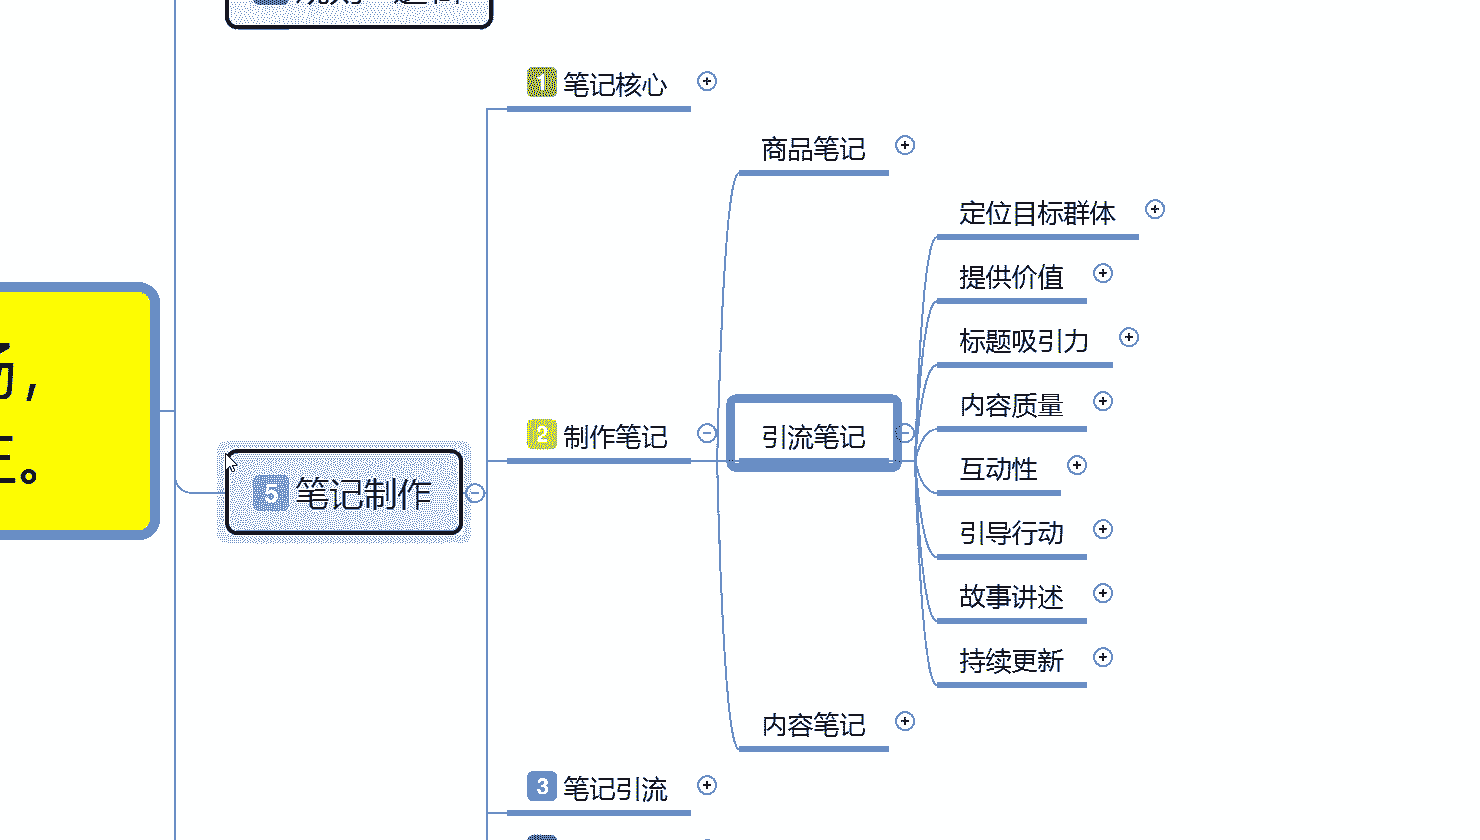 1 笔记核心
商品笔记
定位目标群体
提供价值
标题吸引力
内容质量
2 制作笔记
引流笔记
互动性
5 笔记制作
引导行动
故事讲述
持续更新
内容笔记
3 笔记引流